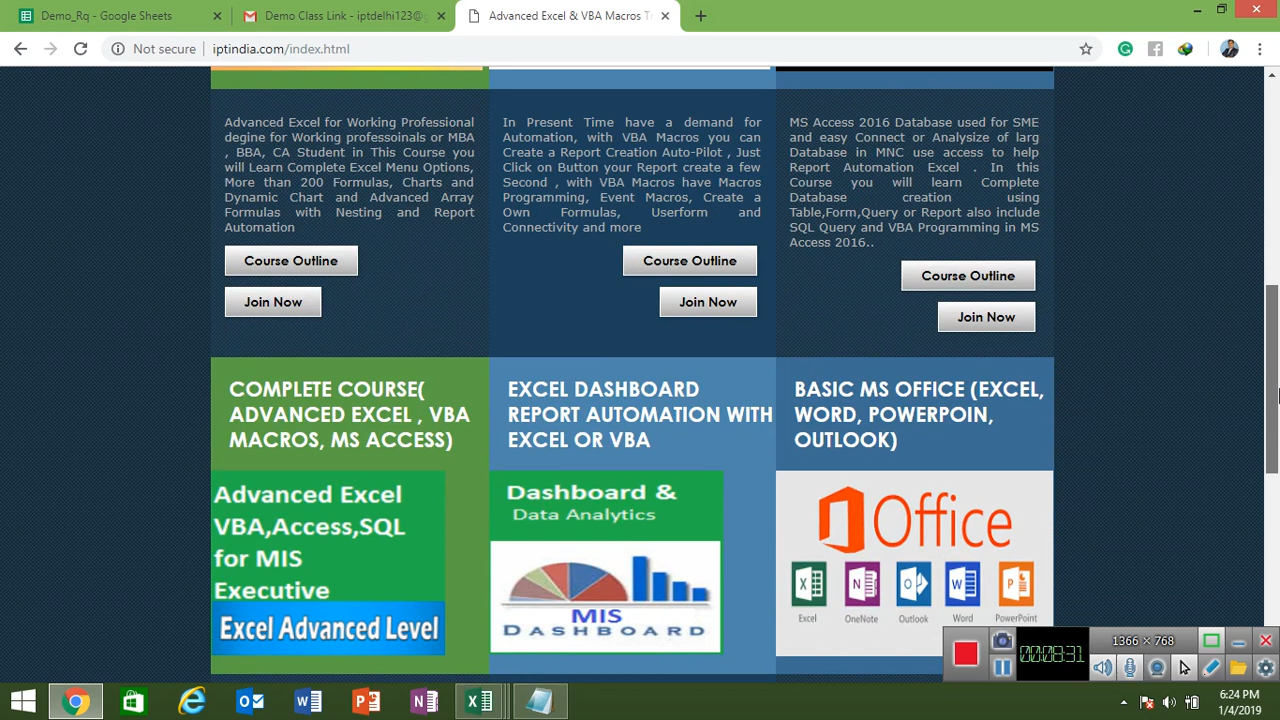 Demo_Rq - Google Sheets
Demo Class Link - iptdelhi123@g
Advanced Excel & VBA Macros Tr
Not secure
iptindia.com/index.html
Advanced Excel for Working Professional
degine for Working professoinals or MBA
, BBA, CA Student in This Course you
will Learn Complete Excel Menu Options,
More than 200 Formulas, Charts and
Dynamic Chart and Advanced Array
Formulas with Nesting and Report
Automation
Course Outline
Join Now
In Present Time have a demand for
Automation, with VBA Macros you can
Create a Report Creation Auto-Pilot , Just
Click on Button your Report create a few
Second , with VBA Macros have Macros
Programming, Event Macros, Create a
Own Formulas, Userform and
Connectivity and more
Course Outline
Join Now
MS Access 2016 Database used for SME
and easy Connect or Analysize of larg
Database in MNC use access to help
Report Automation Excel . In this
Course you will learn Complete
Database creation using
Table,Form,Query or Report also include
SQL Query and VBA Programming in MS
Access 2016..
Course Outline
Join Now
COMPLETE COURSE(
ADVANCED EXCEL , VBA
MACROS, MS ACCESS)
Advanced Excel
VBA,Access,SQL
for MIS
Executive
Excel Advanced Level
EXCEL DASHBOARD
REPORT AUTOMATION WITH
EXCEL OR VBA
Dashboard &
Data Analytics
MIS
DASHBOARD
BASIC MS OFFICE (EXCEL,
WORD, POWERPOIN,
OUTLOOK)
Office
Excel
OneNote
Outlook
Word
PowerPoint
00:08:31
1366 × 768
6:24 PM
1/4/2019